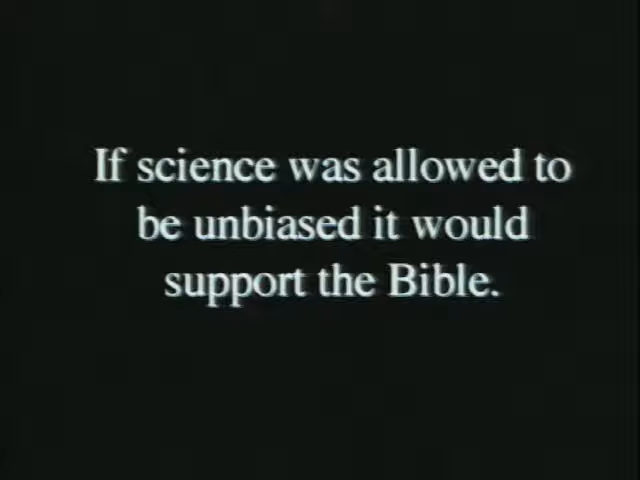 If science was allowed to
be unbiased it would
support the Bible.